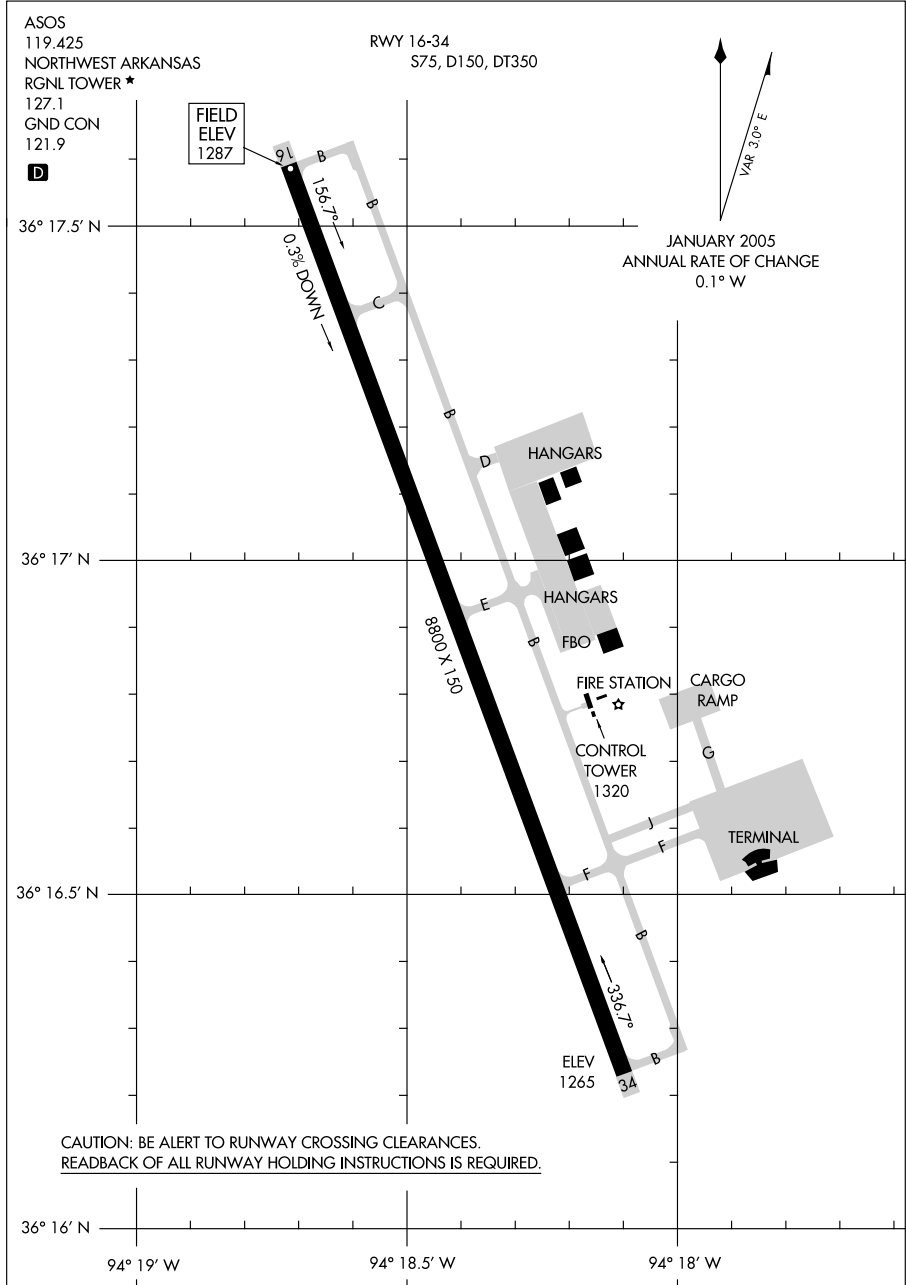 ASOS
119.425
NORTHWEST ARKANSAS
RGNL TOWER ★
127.1
GND CON
121.9
D
RWY 16-34
S75, D150, DT350
VAR 3.0° E
JANUARY 2005
ANNUAL RATE OF CHANGE
0.1° W
FIELD
ELEV
1287
16
B
156.7°
B
36° 17.5' N
0.3% DOWN
C
B
D
HANGARS
36° 17' N
E
HANGARS
B
FBO
8800 X 150
FIRE STATION
CARGO
RAMP
CONTROL
TOWER
1320
G
J
F
TERMINAL
F
36° 16.5' N
B
336.7°
B
ELEV
1265
34
CAUTION: BE ALERT TO RUNWAY CROSSING CLEARANCES.
READBACK OF ALL RUNWAY HOLDING INSTRUCTIONS IS REQUIRED.
36° 16' N
94° 19' W
94° 18.5' W
94° 18' W